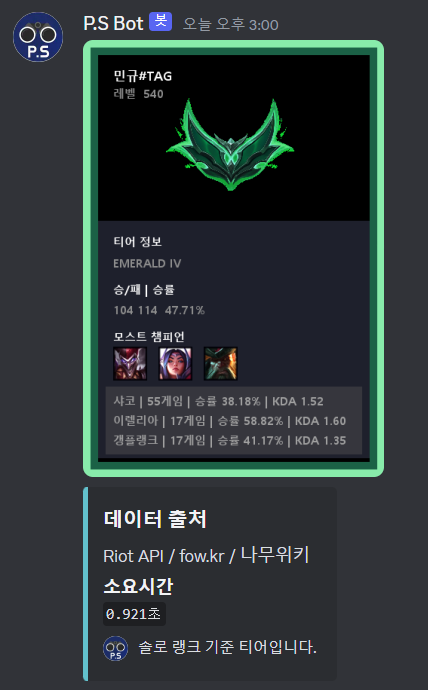 P.S
P.S Bot 봇 오늘 오후 3:00
민규#TAG
레벨 540
티어 정보
EMERALD IV
승/패 | 승률
104 114 47.71%
모스트 챔피언
샤코 | 55게임 | 승률 38.18% | KDA 1.52
이렐리아 | 17게임 | 승률 58.82% | KDA 1.60
갱플랭크 | 17게임 | 승률 41.17% | KDA 1.35
데이터 출처
Riot API / fow.kr / 나무위키
소요시간
0.921초
P.S 솔로 랭크 기준 티어입니다.